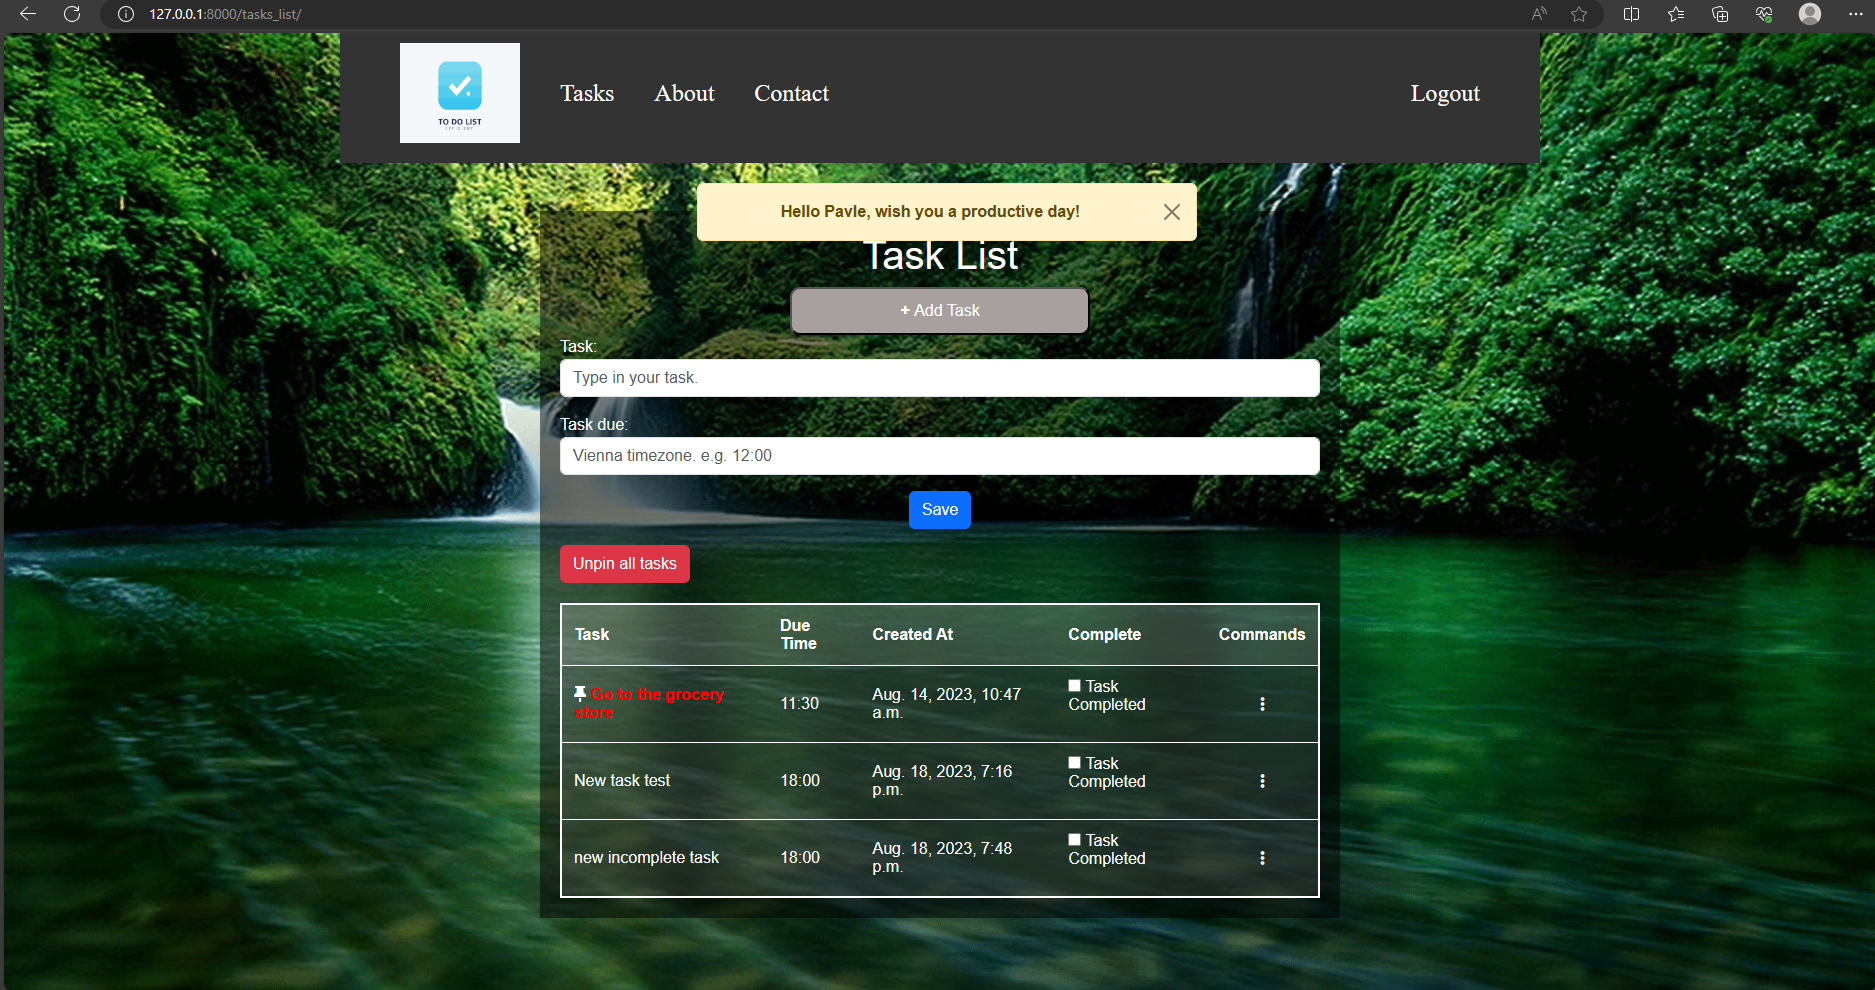 127.0.0.1:8000/tasks_list/
TO DO LIST
EFFICIENT
Tasks About Contact Logout
Hello Pavle, wish you a productive day!
Task List
+ Add Task
Task:
Type in your task.
Task due:
Vienna timezone. e.g. 12:00
Save
Unpin all tasks
Task Due Time Created At Complete Commands
Go to the grocery store 11:30 Aug. 14, 2023, 10:47 a.m. Task Completed
New task test 18:00 Aug. 18, 2023, 7:16 p.m. Task Completed
new incomplete task 18:00 Aug. 18, 2023, 7:48 p.m. Task Completed